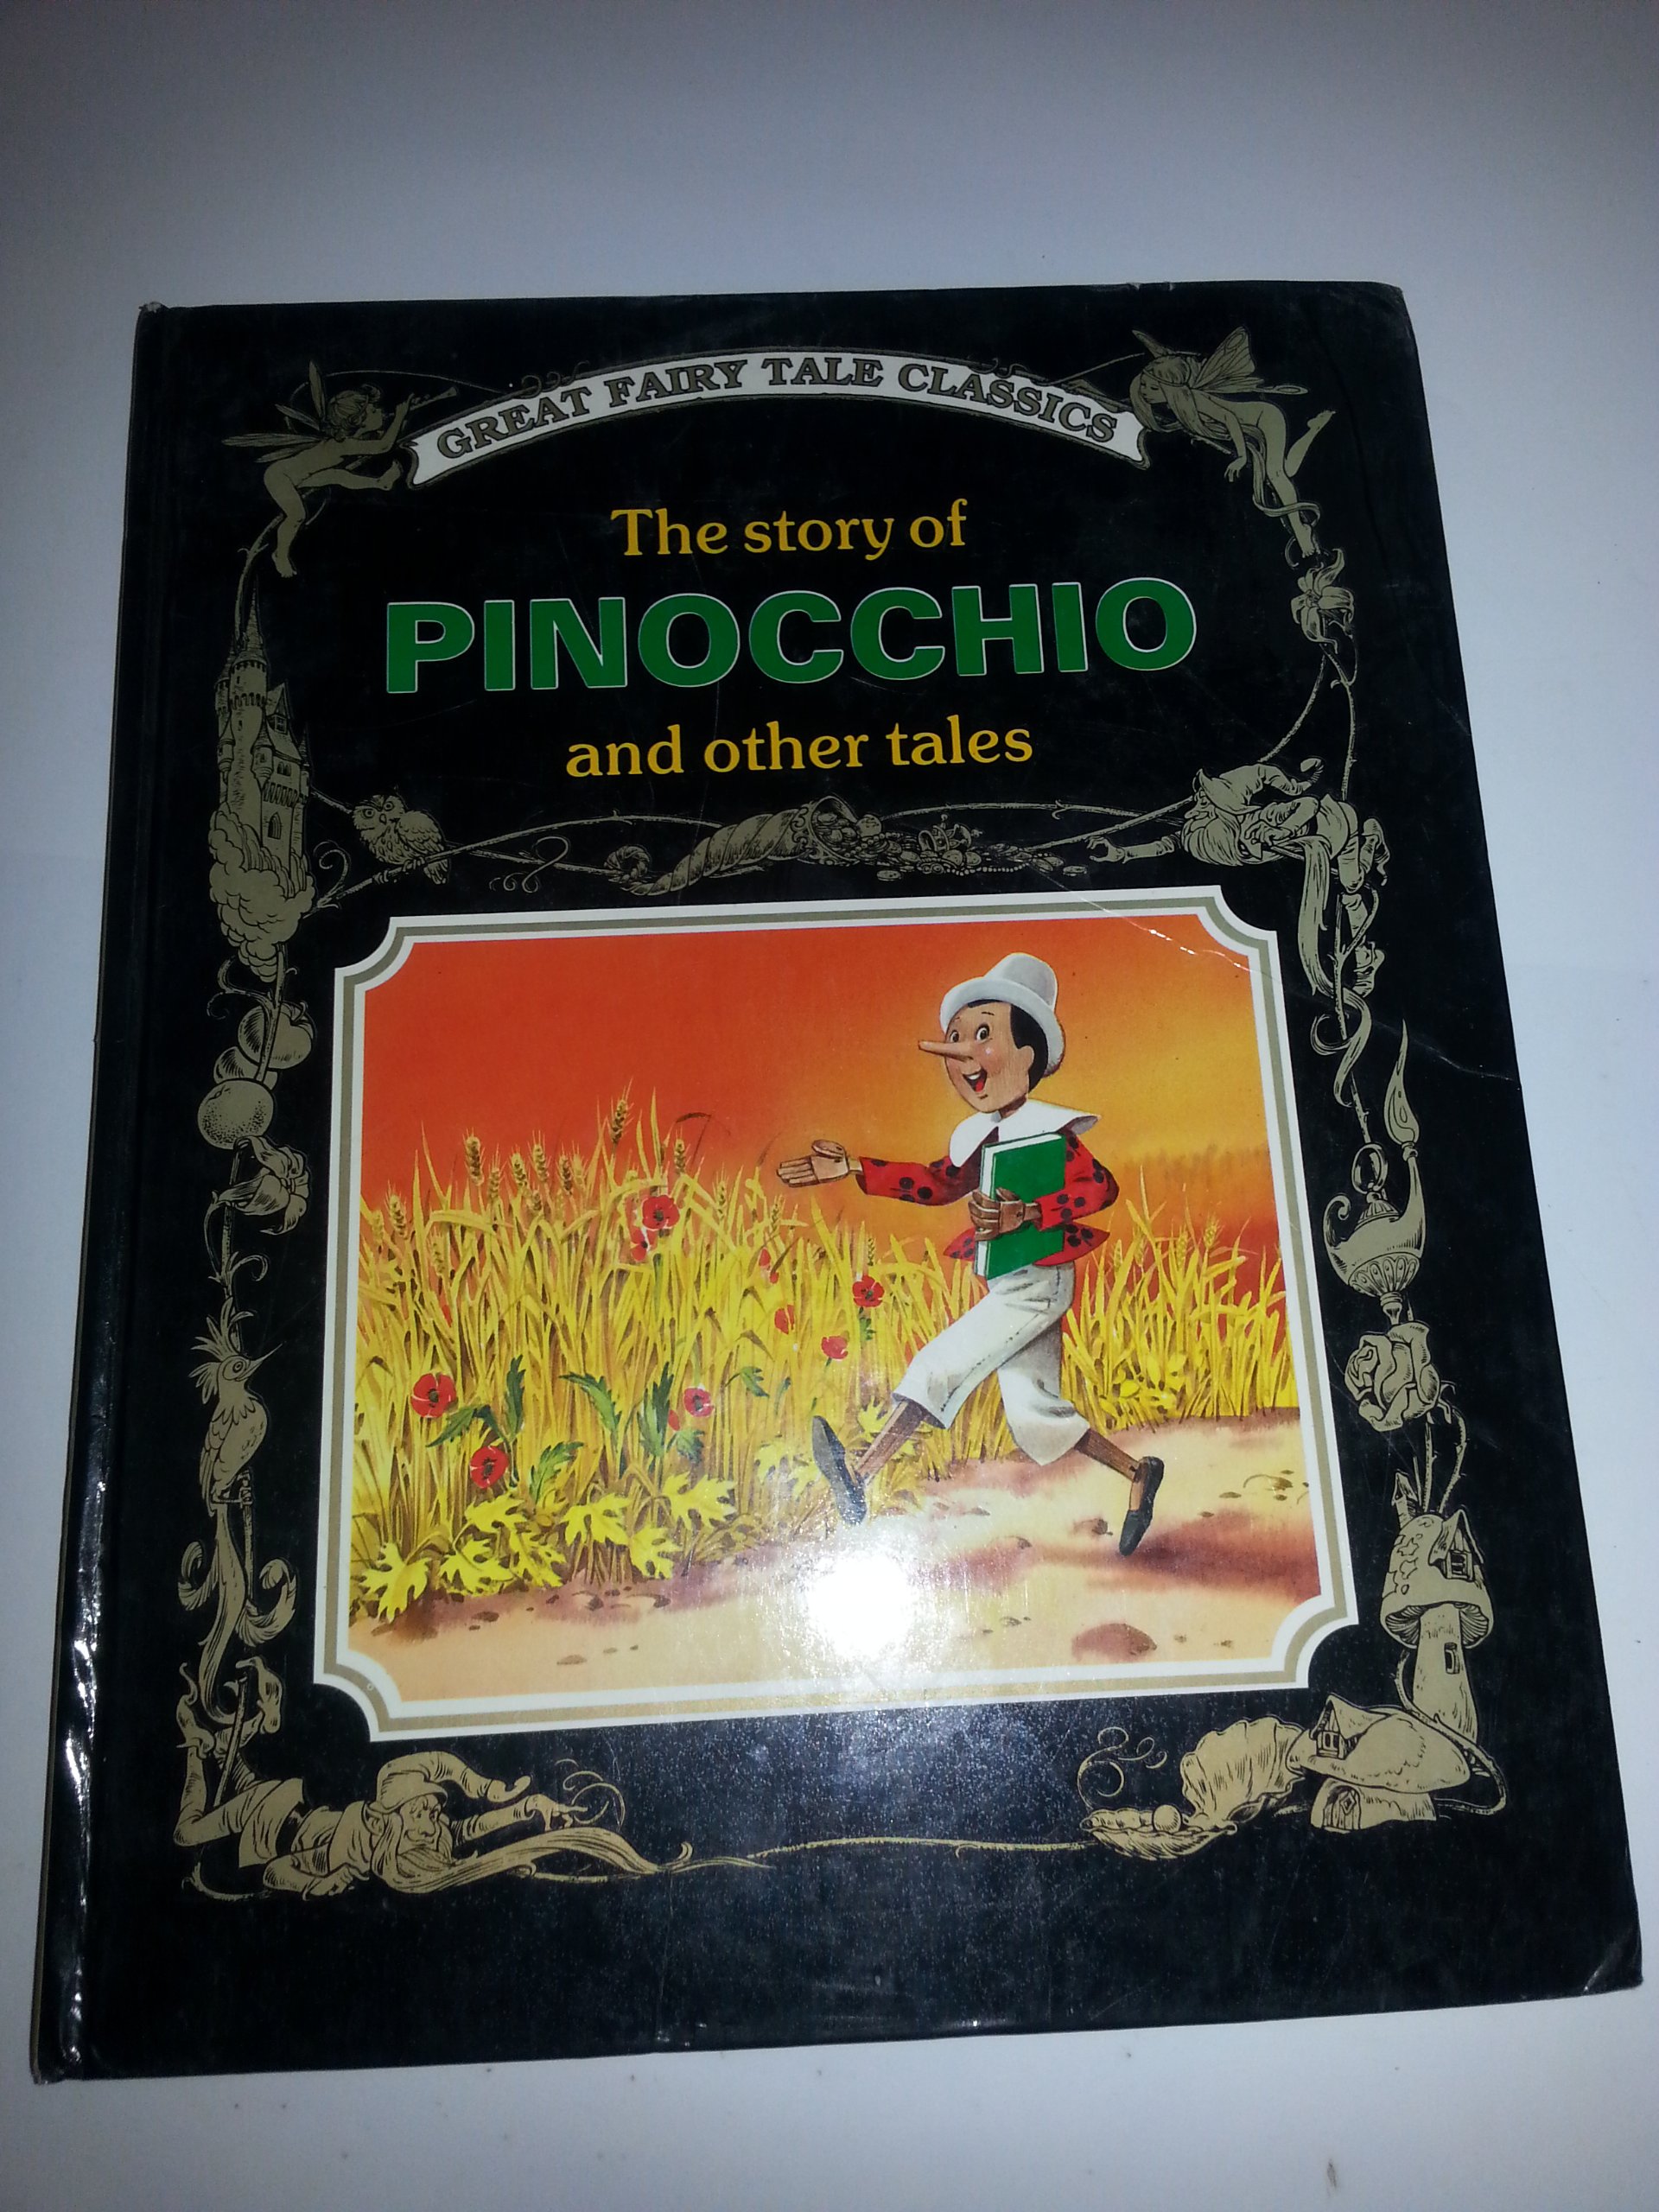 GREAT FAIRY TALE CLASSICS
The story of
PINOCCHIO
and other tales